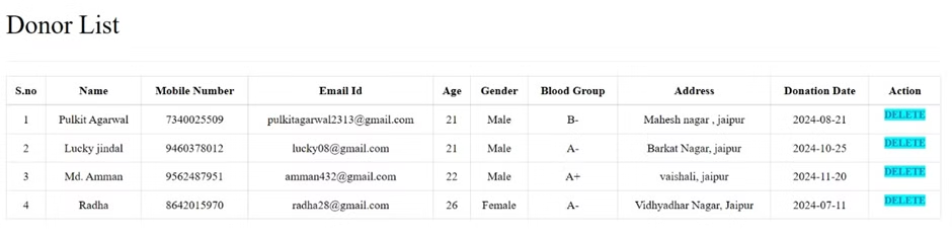 Donor List
S.no Name Mobile Number Email Id Age Gender Blood Group Address Donation Date Action
1 Pulkit Agarwal 7340025509 pulkitagarwal2313@gmail.com 21 Male B- Mahesh nagar , jaipur 2024-08-21 DELETE
2 Lucky jindal 9460378012 lucky08@gmail.com 21 Male A- Barkat Nagar, jaipur 2024-10-25 DELETE
3 Md. Amman 9562487951 amman432@gmail.com 22 Male A+ vaishali, jaipur 2024-11-20 DELETE
4 Radha 8642015970 radha28@gmail.com 26 Female A- Vidhyadhar Nagar, Jaipur 2024-07-11 DELETE